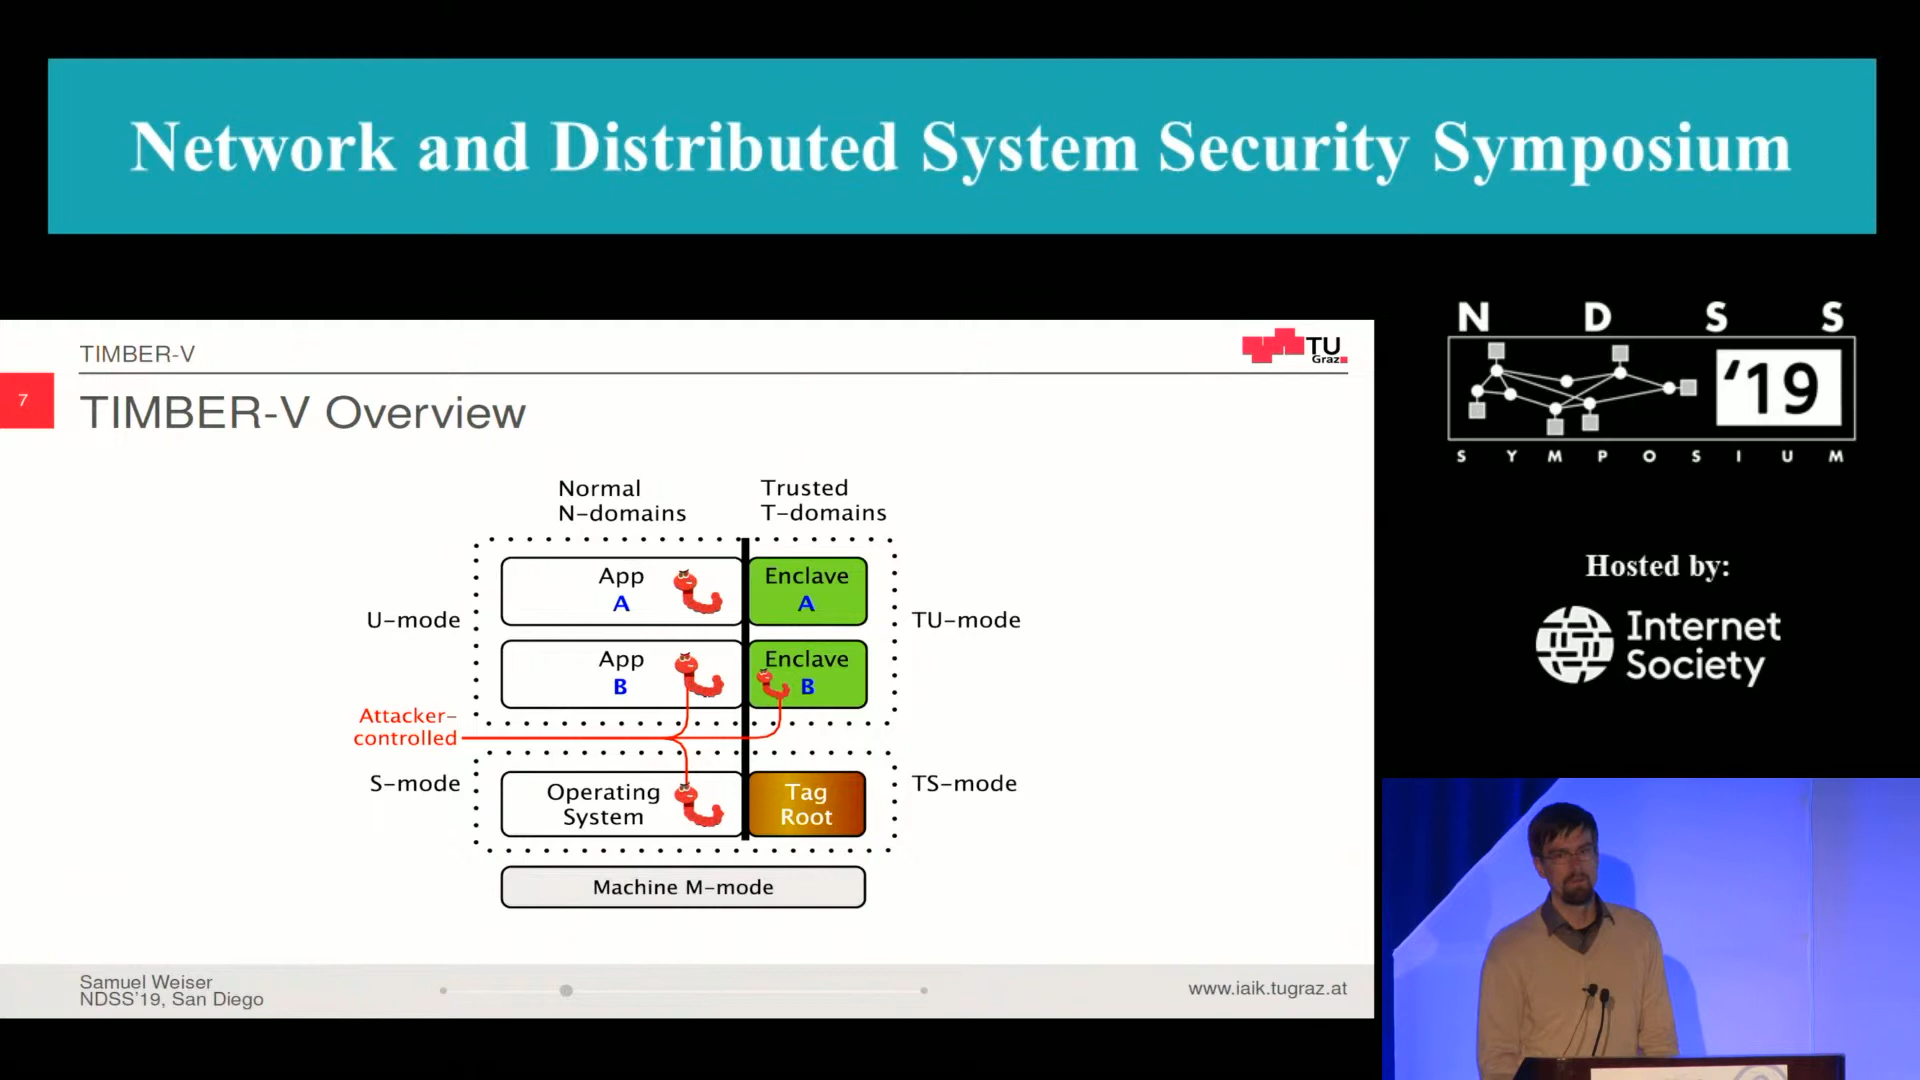 Network and Distributed System Security Symposium
N D S S
'19
S Y M P O S I U M
Hosted by:
Internet
Society
TIMBER-V
TU
Graz
7
TIMBER-V Overview
Normal
N-domains
Trusted
T-domains
App
A
Enclave
A
U-mode
TU-mode
App
B
Enclave
B
Attacker-
controlled
S-mode
Operating
System
Tag
Root
TS-mode
Machine M-mode
Samuel Weiser
NDSS'19, San Diego
www.iaik.tugraz.at